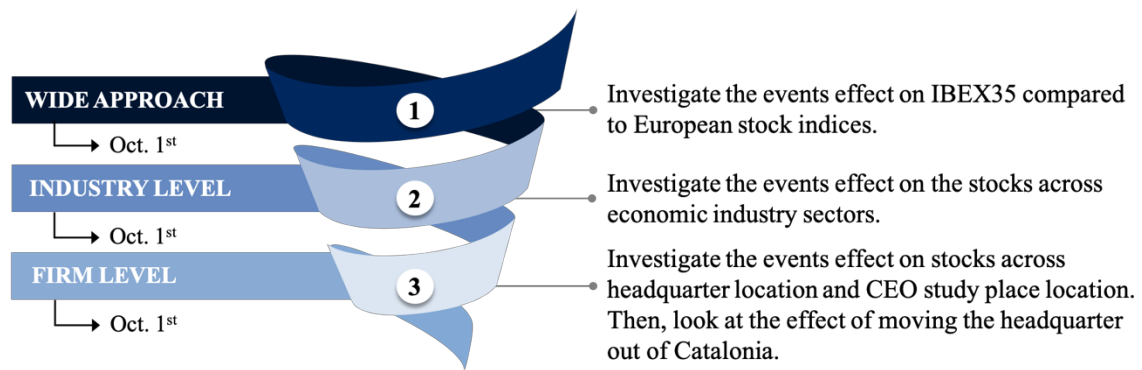 WIDE APPROACH
1
Investigate the events effect on IBEX35 compared
to European stock indices.
Oct. 1st
INDUSTRY LEVEL
2
Investigate the events effect on the stocks across
economic industry sectors.
Oct. 1st
FIRM LEVEL
3
Investigate the events effect on stocks across
headquarter location and CEO study place location.
Then, look at the effect of moving the headquarter
out of Catalonia.
Oct. 1st